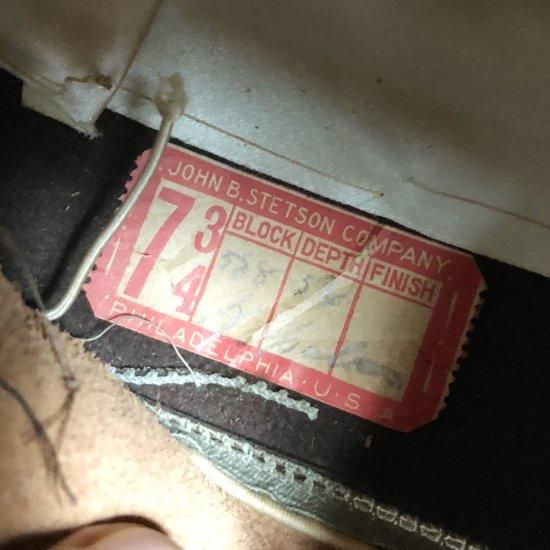 JOHN B. STETSON COMPANY.
7 3/4 BLOCK DEPTH FINISH
PHILADELPHIA. U.S.A